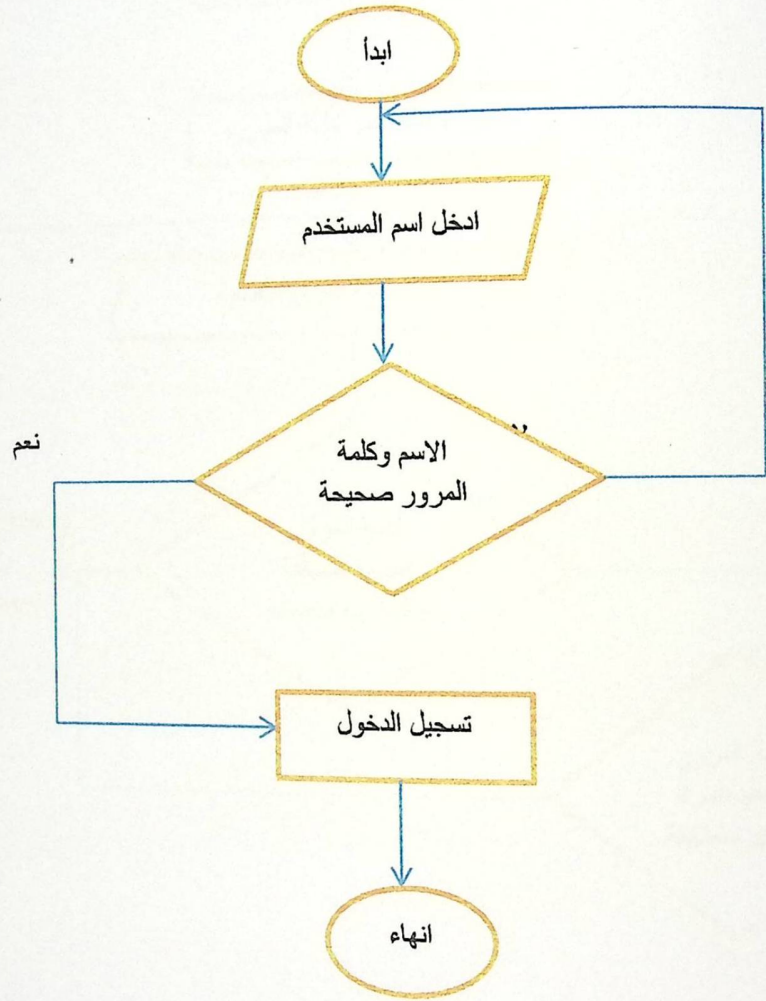 ابدأ
ادخل اسم المستخدم
الاسم وكلمة
المرور صحيحة
نعم
تسجيل الدخول
انهاء